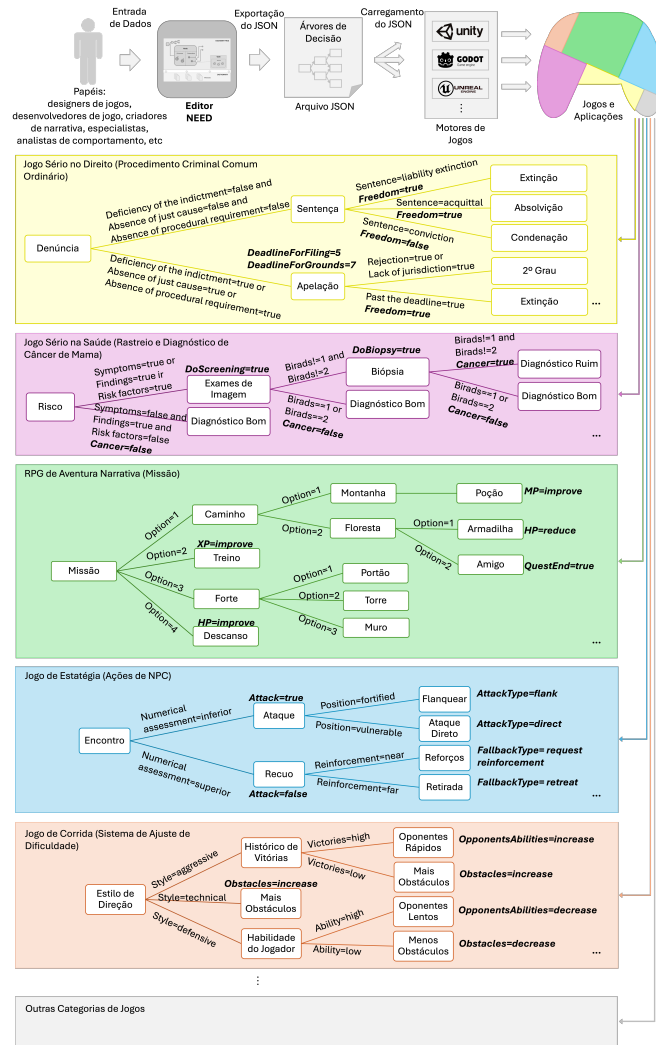 Entrada
de Dados
Exportação
do JSON
Árvores de
Decisão
Carregamento
do JSON
unity
GODOT
Game engine
UNREAL
ENGINE
⋮
Papéis:
designers de jogos,
desenvolvedores de jogo, criadores
de narrativa, especialistas,
analistas de comportamento, etc
Editor
NEED
Arquivo JSON
Motores de
Jogos
Jogos e
Aplicações
Jogo Sério no Direito (Procedimento Criminal Comum
Ordinário)
Denúncia
Deficiency of the indictment=false and
Absence of just cause=false and
Absence of procedural requirement=false
Sentença
Sentence=liability extinction
Freedom=true
Extinção
Sentence=acquittal
Freedom=true
Absolvição
Sentence=conviction
Freedom=false
Condenação
Deficiency of the indictment=true or
Absence of just cause=true or
Absence of procedural requirement=true
DeadlineForFiling=5
DeadlineForGrounds=7
Apelação
Rejection=true or
Lack of jurisdiction=true
2º Grau
Past the deadline=true
Freedom=true
Extinção
...
Jogo Sério na Saúde (Rastreio e Diagnóstico de
Câncer de Mama)
Risco
Symptoms=true or
Findings=true ir
Risk factors=true
DoScreening=true
Exames de
Imagem
Birads!=1 and
Birads!=2
DoBiopsy=true
Biópsia
Birads!=1 and
Birads!=2
Cancer=true
Diagnóstico Ruim
Symptoms=false and
Findings=true and
Risk factors=false
Cancer=false
Diagnóstico Bom
Birads==1 or
Birads==2
Cancer=false
Diagnóstico Bom
Birads==1 or
Birads==2
Cancer=false
Diagnóstico Bom
...
RPG de Aventura Narrativa (Missão)
Missão
Option=1
Caminho
Option=1
Montanha
Poção
MP=improve
Option=2
Floresta
Option=1
Armadilha
HP=reduce
Option=2
Amigo
QuestEnd=true
Option=2
XP=improve
Treino
Option=3
Forte
Option=1
Portão
Option=2
Torre
Option=3
Muro
Option=4
HP=improve
Descanso
...
Jogo de Estatégia (Ações de NPC)
Encontro
Numerical
assessment=inferior
Attack=true
Ataque
Position=fortified
Flanquear
AttackType=flank
Position=vulnerable
Ataque
Direto
AttackType=direct
Numerical
assessment=superior
Recuo
Attack=false
Reinforcement=near
Reforços
FallbackType= request
reinforcement
Reinforcement=far
Retirada
FallbackType= retreat
...
Jogo de Corrida (Sistema de Ajuste de
Dificuldade)
Estilo de
Direção
Style=aggressive
Histórico de
Vitórias
Victories=high
Oponentes
Rápidos
OpponentsAbilities=increase
Victories=low
Mais
Obstáculos
Obstacles=increase
Style=technical
Obstacles=increase
Mais
Obstáculos
Style=defensive
Habilidade
do Jogador
Ability=high
Oponentes
Lentos
OpponentsAbilities=decrease
Ability=low
Menos
Obstáculos
Obstacles=decrease
...
⋮
Outras Categorias de Jogos